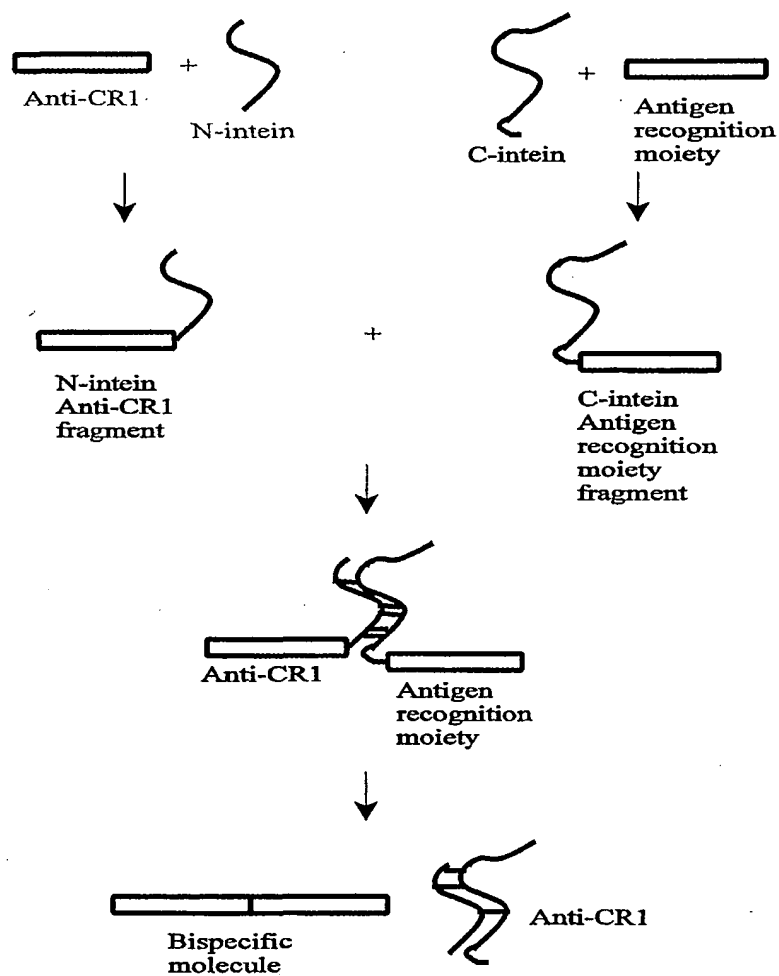 Anti-CR1
+
N-intein
C-intein
+
Antigen
recognition
moiety
N-intein
Anti-CR1
fragment
+
C-intein
Antigen
recognition
moiety
fragment
Anti-CR1
Antigen
recognition
moiety
Bispecific
molecule
Anti-CR1